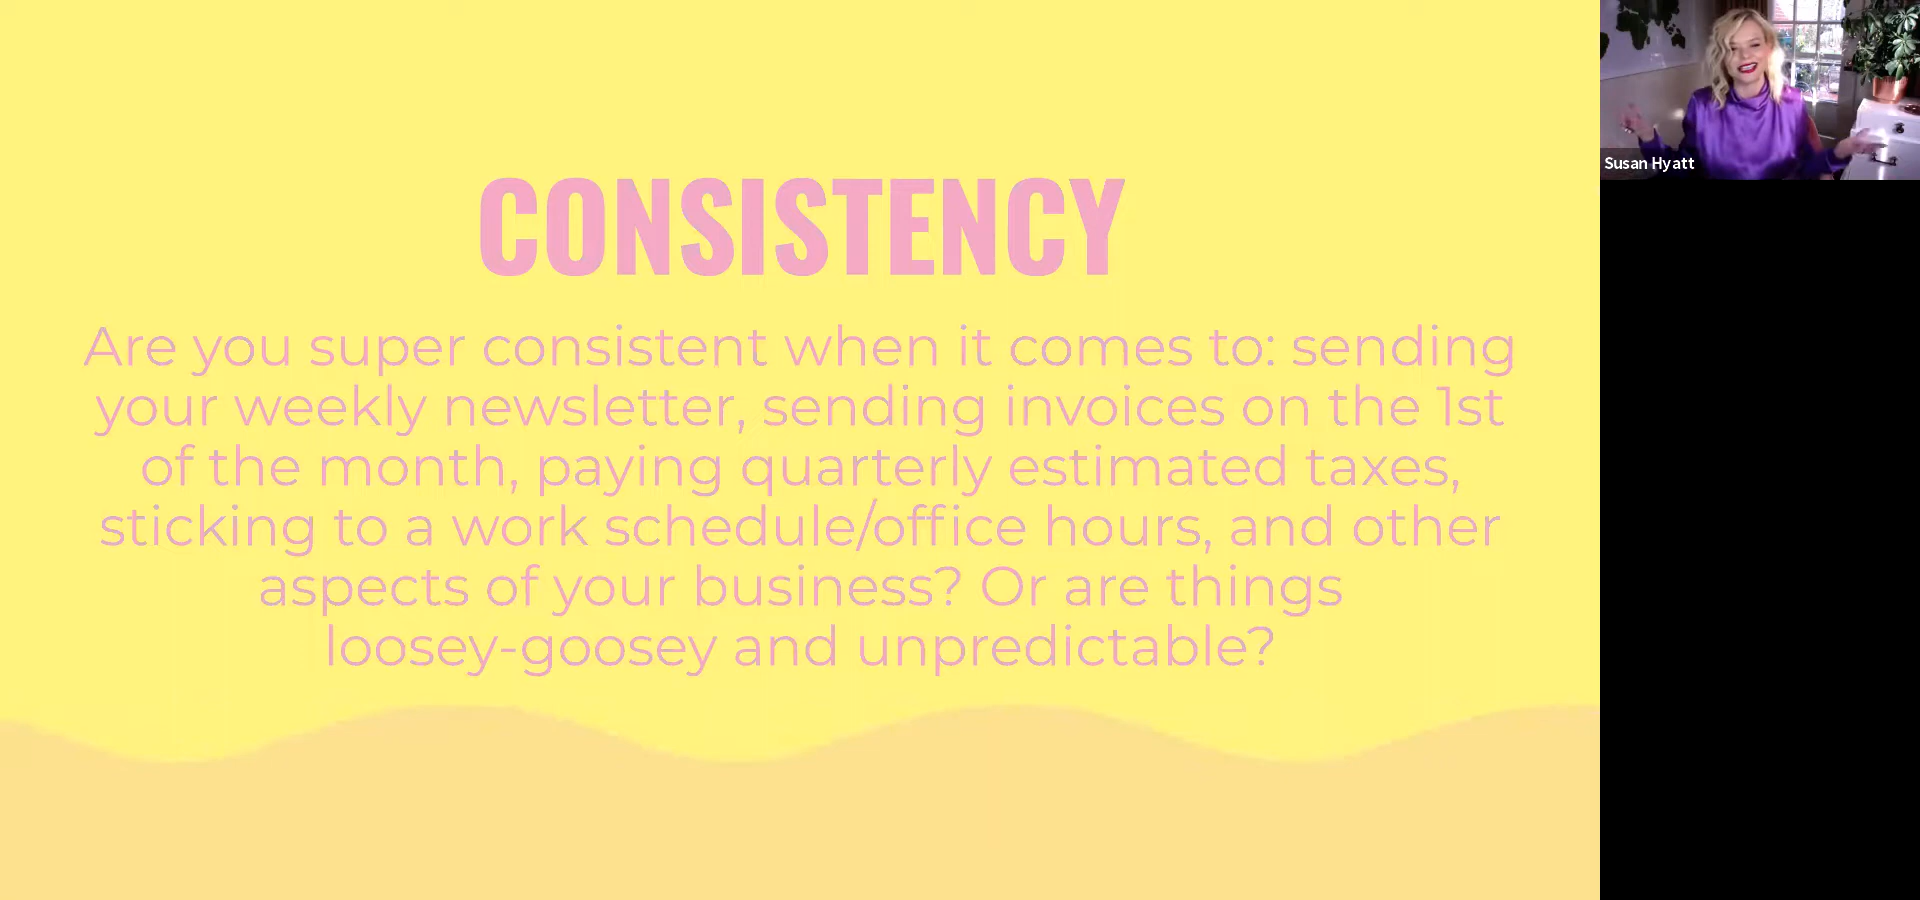 CONSISTENCY
Are you super consistent when it comes to: sending
your weekly newsletter, sending invoices on the 1st
of the month, paying quarterly estimated taxes,
sticking to a work schedule/office hours, and other
aspects of your business? Or are things
loosey-goosey and unpredictable?
Susan Hyatt